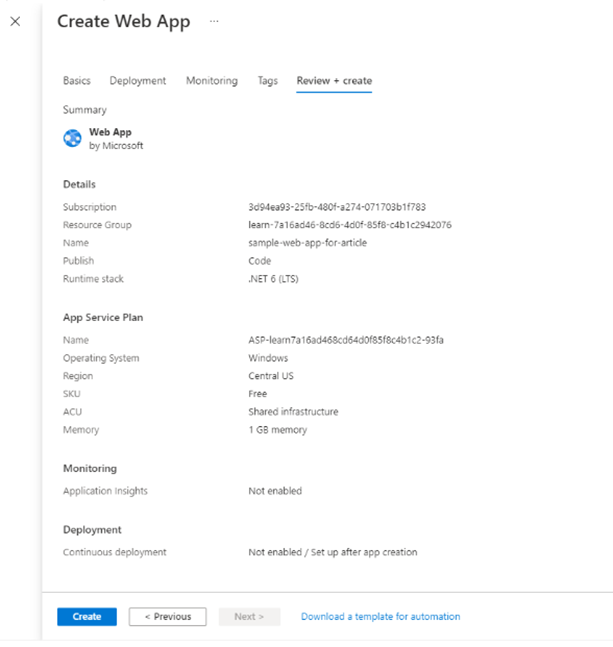 Create Web App ...
Basics Deployment Monitoring Tags Review + create
Summary
Web App
by Microsoft
Details
Subscription 3d94ea93-25fb-480f-a274-071703b1f783
Resource Group learn-7a16ad46-8cd6-4d0f-85f8-c4b1c2942076
Name sample-web-app-for-article
Publish Code
Runtime stack .NET 6 (LTS)
App Service Plan
Name ASP-learn7a16ad468cd64d0f85f8c4b1c2-93fa
Operating System Windows
Region Central US
SKU Free
ACU Shared infrastructure
Memory 1 GB memory
Monitoring
Application Insights Not enabled
Deployment
Continuous deployment Not enabled / Set up after app creation
Create < Previous Next > Download a template for automation